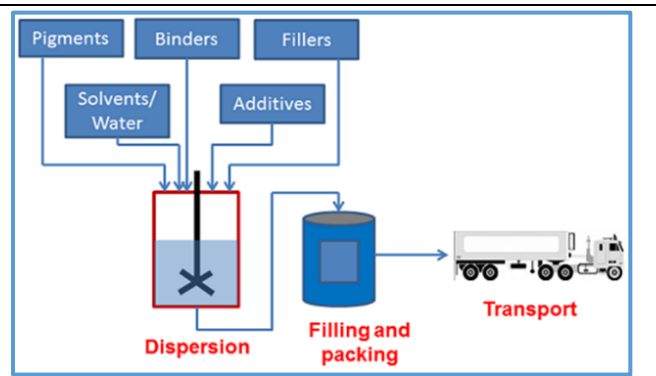 Pigments
Binders
Fillers
Solvents/
Water
Additives
Dispersion
Filling and
packing
Transport